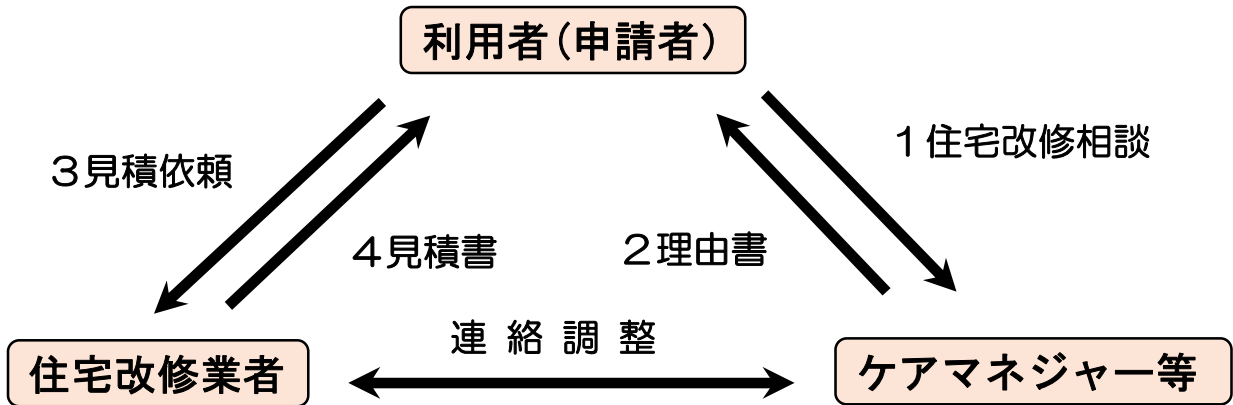 利用者（申請者）
１住宅改修相談
３見積依頼
４見積書
２理由書
連絡調整
住宅改修業者
ケアマネジャー等